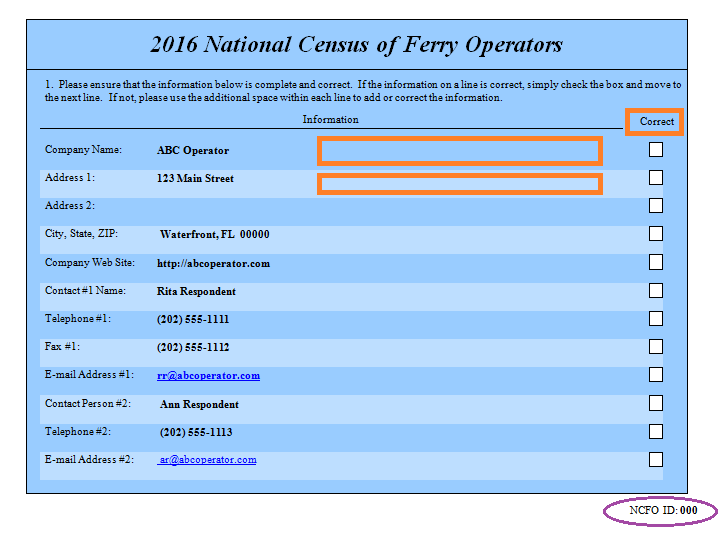 2016 National Census of Ferry Operators
1. Please ensure that the information below is complete and correct. If the information on a line is correct, simply check the box and move to
the next line. If not, please use the additional space within each line to add or correct the information.
Information Correct
Company Name: ABC Operator
Address 1: 123 Main Street
Address 2:
City, State, ZIP: Waterfront, FL 00000
Company Web Site: http://abcoperator.com
Contact #1 Name: Rita Respondent
Telephone #1: (202) 555-1111
Fax #1: (202) 555-1112
E-mail Address #1: rr@abcoperator.com
Contact Person #2: Ann Respondent
Telephone #2: (202) 555-1113
E-mail Address #2: ar@abcoperator.com
NCFO ID: 000